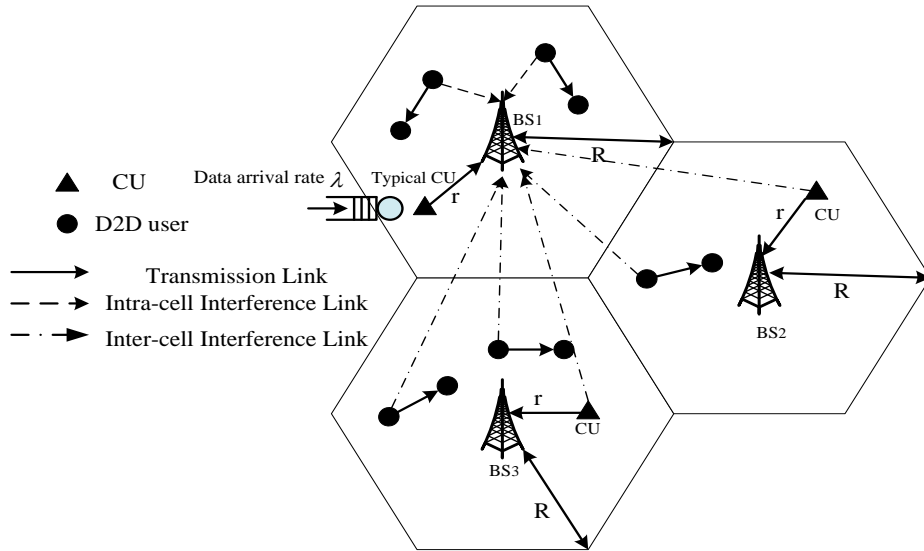 BS1
R
Data arrival rate λ
Typical CU
CU
r
r
CU
D2D user
Transmission Link
R
Intra-cell Interference Link
BS2
Inter-cell Interference Link
r
CU
BS3
R